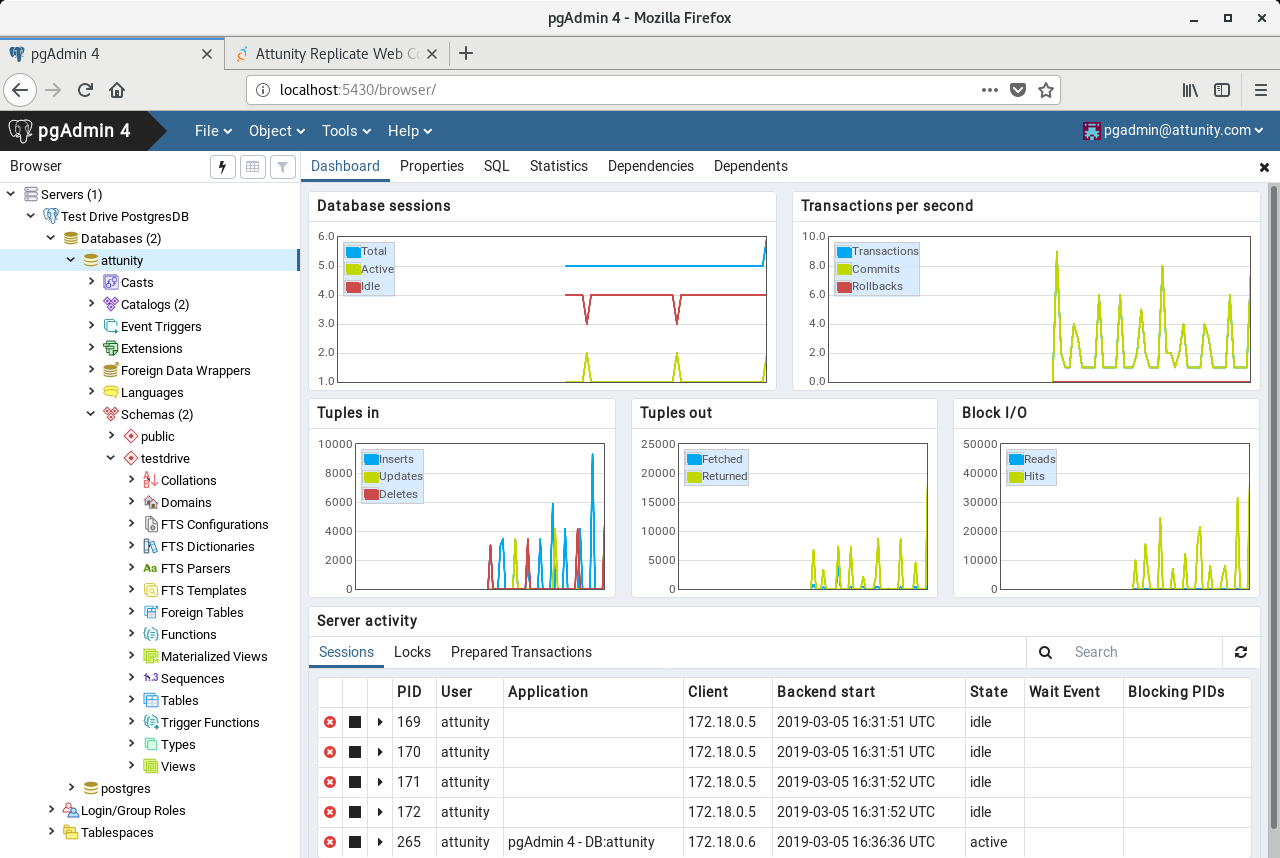 pgAdmin 4 - Mozilla Firefox
pgAdmin 4
Attunity Replicate Web Co
localhost:5430/browser/
pgAdmin 4
File
Object
Tools
Help
pgadmin@attunity.com
Browser
Dashboard
Properties
SQL
Statistics
Dependencies
Dependents
Servers (1)
Test Drive PostgresDB
Databases (2)
attunity
Casts
Catalogs (2)
Event Triggers
Extensions
Foreign Data Wrappers
Languages
Schemas (2)
public
testdrive
Collations
Domains
FTS Configurations
FTS Dictionaries
Aa FTS Parsers
FTS Templates
Foreign Tables
Functions
Materialized Views
1..3 Sequences
Tables
Trigger Functions
Types
Views
postgres
Login/Group Roles
Tablespaces
Database sessions
6.0
5.0
4.0
3.0
2.0
1.0
Total
Active
Idle
Transactions per second
10.0
8.0
6.0
4.0
2.0
0.0
Transactions
Commits
Rollbacks
Tuples in
10000
8000
6000
4000
2000
0
Inserts
Updates
Deletes
Tuples out
25000
20000
15000
10000
5000
0
Fetched
Returned
Block I/O
50000
40000
30000
20000
10000
0
Reads
Hits
Server activity
Sessions
Locks
Prepared Transactions
Search
PID User Application Client Backend start State Wait Event Blocking PIDs
169 attunity 172.18.0.5 2019-03-05 16:31:51 UTC idle
170 attunity 172.18.0.5 2019-03-05 16:31:51 UTC idle
171 attunity 172.18.0.5 2019-03-05 16:31:52 UTC idle
172 attunity 172.18.0.5 2019-03-05 16:31:52 UTC idle
265 attunity pgAdmin 4 - DB:attunity 172.18.0.6 2019-03-05 16:36:36 UTC active